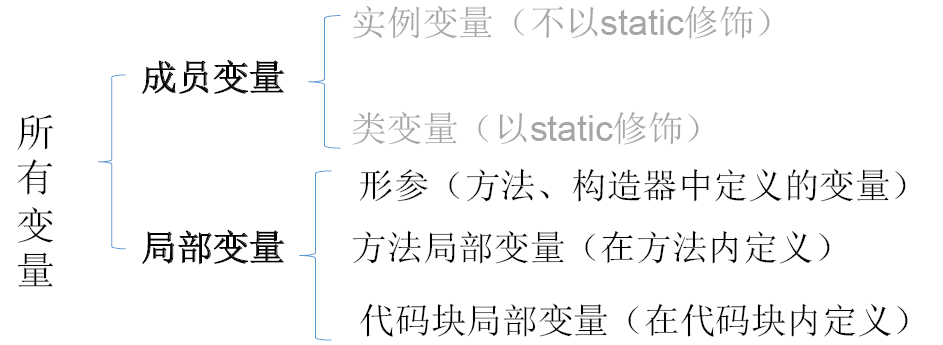 所有变量
成员变量
实例变量（不以static修饰）
类变量（以static修饰）
局部变量
形参（方法、构造器中定义的变量）
方法局部变量（在方法内定义）
代码块局部变量（在代码块内定义）